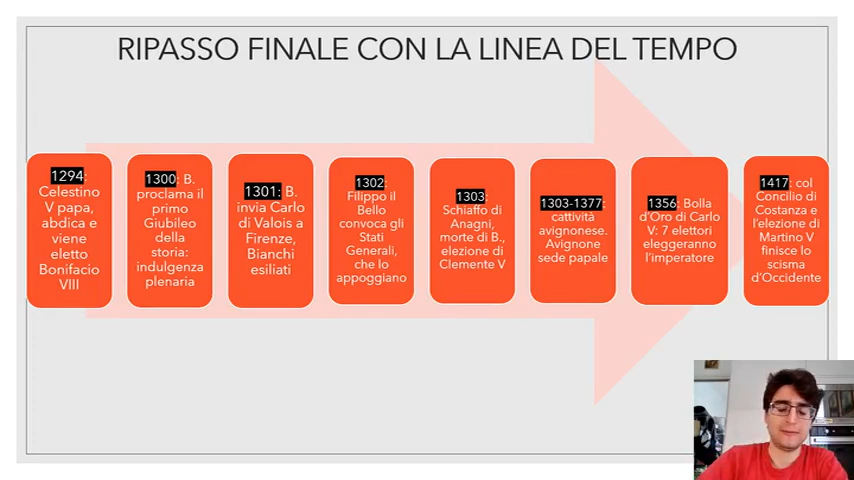 RIPASSO FINALE CON LA LINEA DEL TEMPO
1294:
Celestino
V papa,
abdica e
viene
eletto
Bonifacio
VIII
1300: B.
proclama il
primo
Giubileo
della
storia:
indulgenza
plenaria
1301: B.
invia Carlo
di Valois a
Firenze,
Bianchi
esiliati
1302:
Filippo il
Bello
convoca gli
Stati
Generali,
che lo
appoggiano
1303:
Schiaffo di
Anagni,
morte di B.,
elezione di
Clemente V
1303-1377:
cattività
avignonese.
Avignone
sede papale
1356: Bolla
d'Oro di Carlo
V: 7 elettori
eleggeranno
l'imperatore
1417: col
Concilio di
Costanza e
l'elezione di
Martino V
finisce lo
scisma
d'Occidente